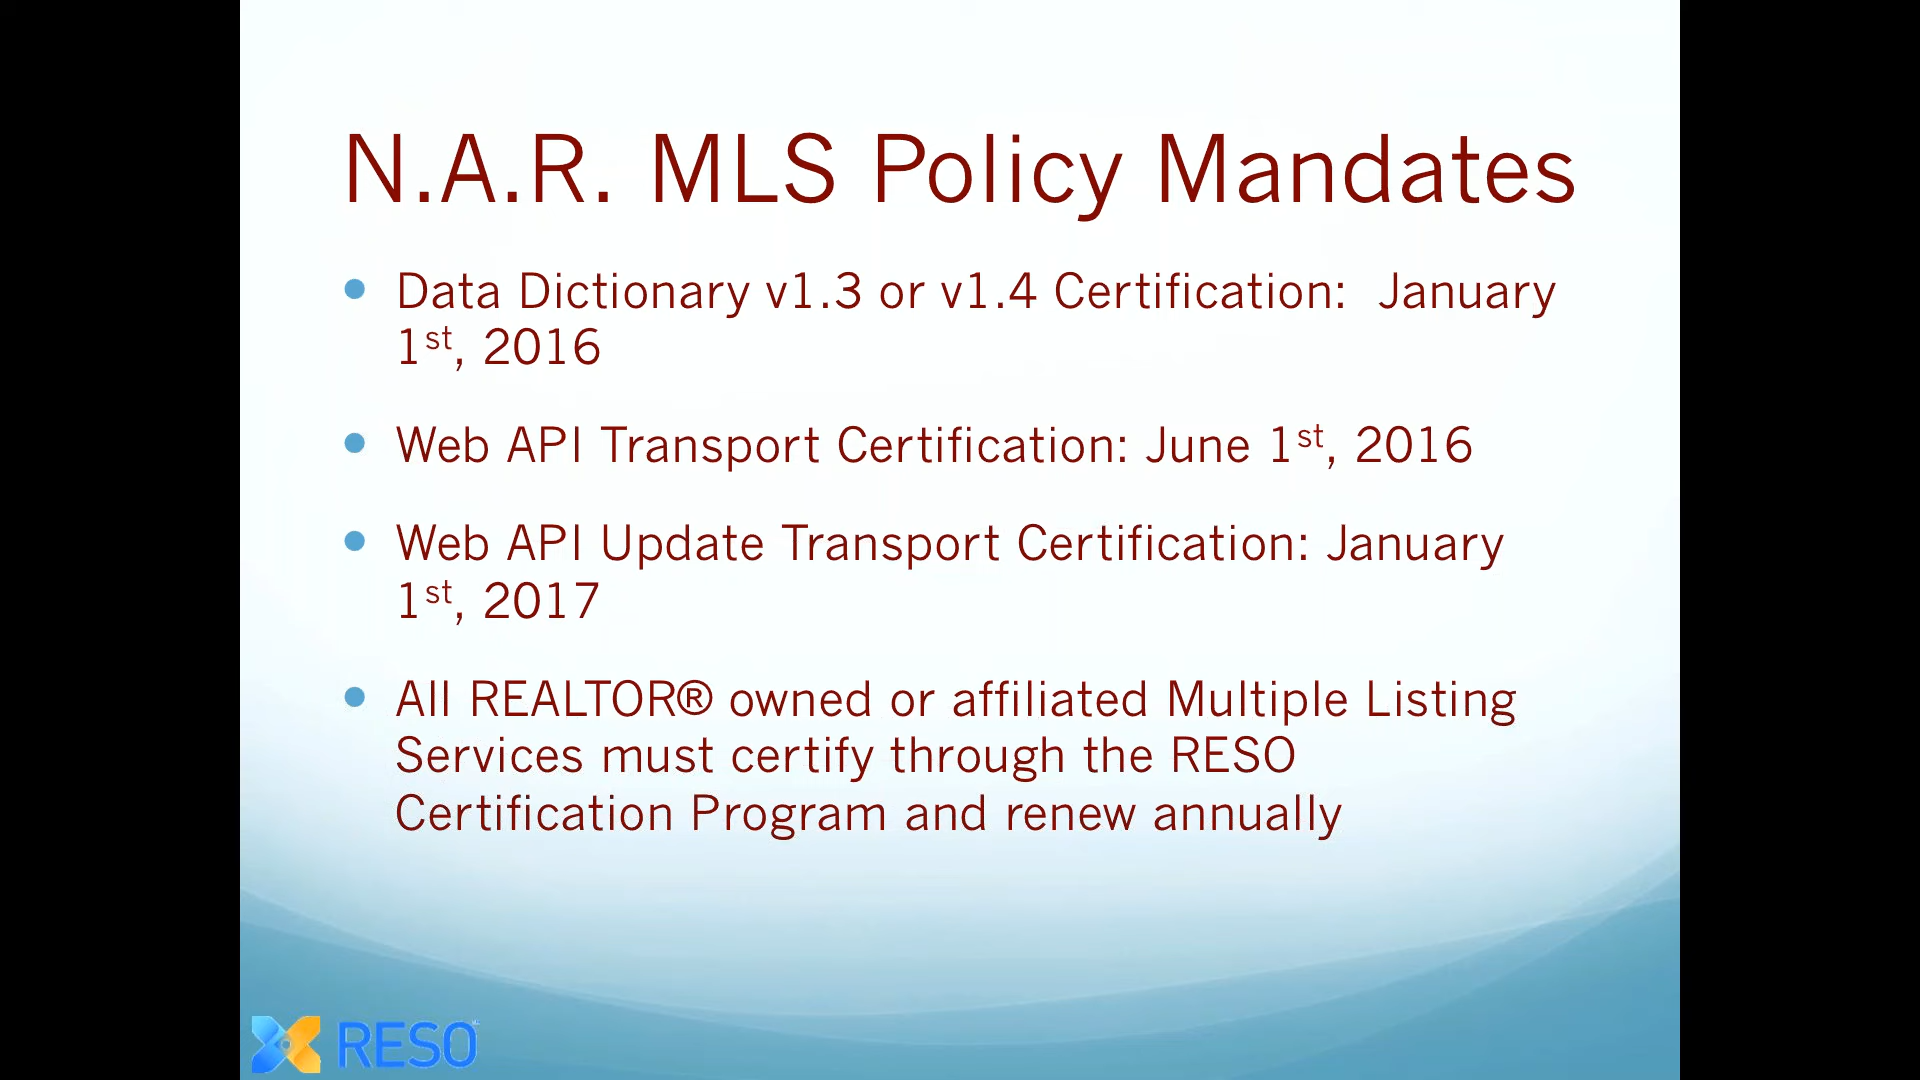 N.A.R. MLS Policy Mandates
Data Dictionary v1.3 or v1.4 Certification: January
1st, 2016
Web API Transport Certification: June 1st, 2016
Web API Update Transport Certification: January
1st, 2017
All REALTOR® owned or affiliated Multiple Listing
Services must certify through the RESO
Certification Program and renew annually
RESO